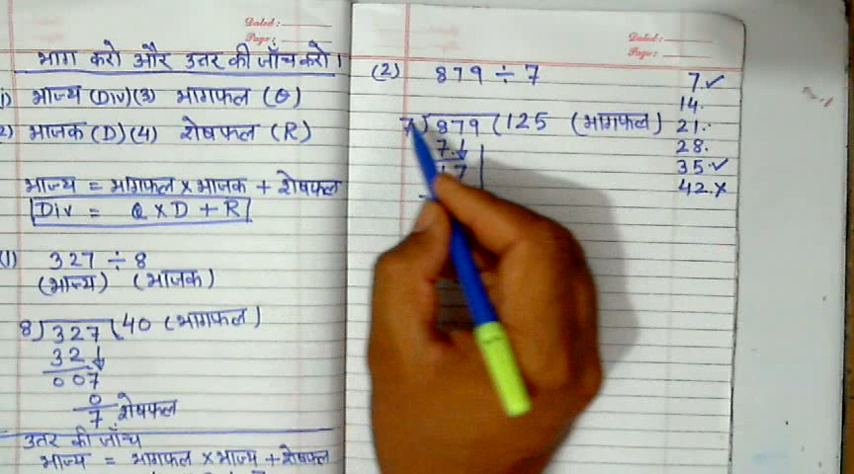 Dated:
Page:
भाग करो और उत्तर की जाँच करो।
1) भाज्य (Div) (3) भागफल (Q)
2) भाजक (D) (4) शेषफल (R)
भाज्य = भागफल × भाजक + शेषफल
Div = Q × D + R
(1) 327 ÷ 8
(भाज्य) (भाजक)
8) 327 (40 (भागफल)
32
007
0
7 शेषफल
उतर की जाँच
भाज्य = भागफल × भाज्य + शेषफल
Dated:
Page:
(2) 879 ÷ 7
7) 879 (125 (भागफल)
7
17
7 ✓
14.
21.
28.
35. ✓
42. ×